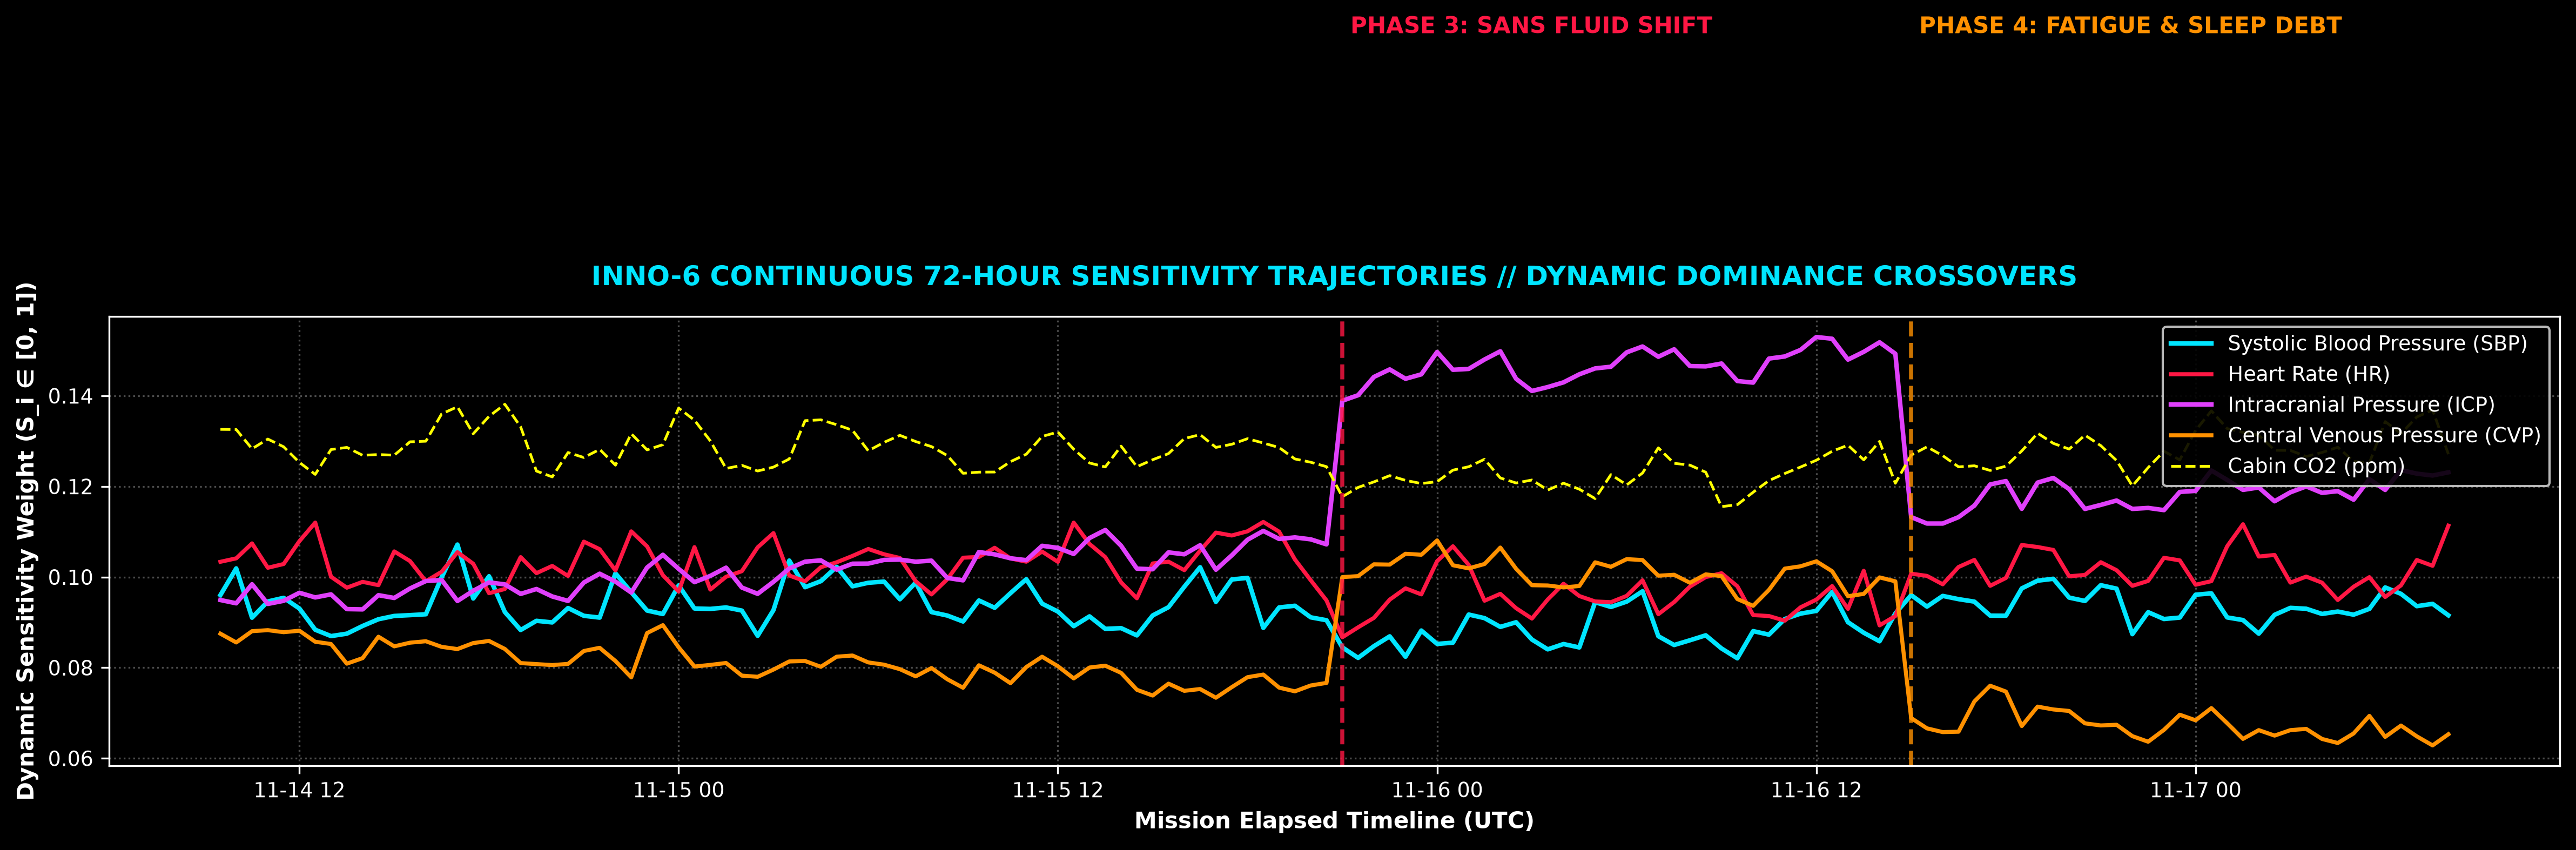 PHASE 3: SANS FLUID SHIFT
PHASE 4: FATIGUE & SLEEP DEBT
INNO-6 CONTINUOUS 72-HOUR SENSITIVITY TRAJECTORIES // DYNAMIC DOMINANCE CROSSOVERS
Dynamic Sensitivity Weight (S_i ∈ [0, 1])
0.14
0.12
0.10
0.08
0.06
Systolic Blood Pressure (SBP)
Heart Rate (HR)
Intracranial Pressure (ICP)
Central Venous Pressure (CVP)
Cabin CO2 (ppm)
11-14 12
11-15 00
11-15 12
11-16 00
11-16 12
11-17 00
Mission Elapsed Timeline (UTC)